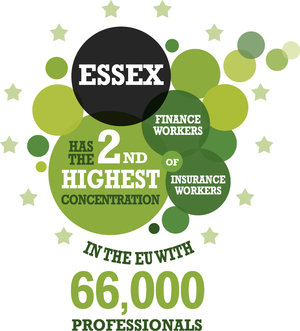 ESSEX
HAS THE 2ND
HIGHEST
CONCENTRATION
OF
FINANCE
WORKERS
INSURANCE
WORKERS
IN THE EU WITH
66,000
PROFESSIONALS